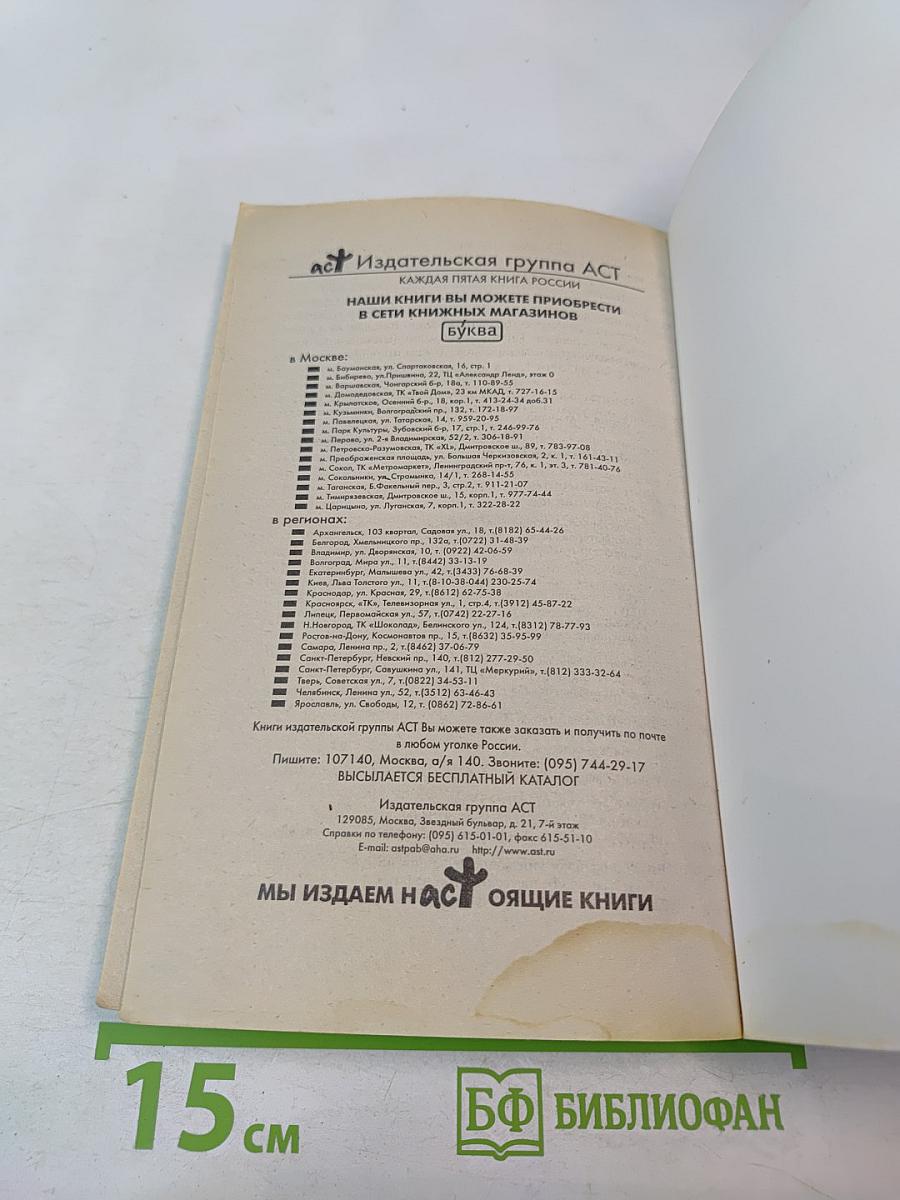 аст Издательская группа АСТ
КАЖДАЯ ПЯТАЯ КНИГА РОССИИ
НАШИ КНИГИ ВЫ МОЖЕТЕ ПРИОБРЕСТИ
В СЕТИ КНИЖНЫХ МАГАЗИНОВ
БУКВА
в Москве:
м. Бауманская, ул. Спартаковская, 16, стр. 1
м. Бибирево, ул.Пришвина, 22, ТЦ «Александр Ленд», этаж 0
м. Варшавская, Чонгарский б-р, 18а, т. 110-89-55
м. Домодедовская, ТК «Твой Дом», 23 км МКАД, т. 727-16-15
м. Крылатское, Осенний б-р., 18, кор.1, т. 413-24-34 доб.31
м. Кузьминки, Волгоградский пр., 132, т. 172-18-97
м. Павелецкая, ул. Татарская, 14, т. 959-20-95
м. Парк Культуры, Зубовский б-р, 17, стр.1, т. 246-99-76
м. Перово, ул. 2-я Владимирская, 52/2, т. 306-18-91
м. Петровско-Разумовская, ТК «XL», Дмитровское ш., 89, т. 783-97-08
м. Преображенская площадь, ул. Большая Черкизовская, 2, к. 1, т. 161-43-11
м. Сокол, ТК «Метромаркет», Ленинградский пр-т, 76, к. 1, эт. 3, т. 781-40-76
м. Сокольники, ул. Стромынка, 14/1, т. 268-14-55
м. Таганская, Б.Факельный пер., 3, стр.2, т. 911-21-07
м. Тимирязевская, Дмитровское ш., 15, корп.1, т. 977-74-44
м. Царицыно, ул. Луганская, 7, корп.1, т. 322-28-22
в регионах:
Архангельск, 103 квартал, Садовая ул., 18, т.(8182) 65-44-26
Белгород, Хмельницкого пр., 132а, т.(0722) 31-48-39
Владимир, ул. Дворянская, 10, т. (0922) 42-06-59
Волгоград, Мира ул., 11, т.(8442) 33-13-19
Екатеринбург, Малышева ул., 42, т.(3433) 76-68-39
Киев, Льва Толстого ул., 11, т.(8-10-38-044) 230-25-74
Краснодар, ул. Красная, 29, т.(8612) 62-75-38
Красноярск, «ТК», Телевизорная ул., 1, стр.4, т.(3912) 45-87-22
Липецк, Первомайская ул., 57, т.(0742) 22-27-16
Н.Новгород, ТК «Шоколад», Белинского ул., 124, т.(8312) 78-77-93
Ростов-на-Дону, Космонавтов пр., 15, т.(8632) 35-95-99
Самара, Ленина пр., 2, т.(8462) 37-06-79
Санкт-Петербург, Невский пр., 140, т.(812) 277-29-50
Санкт-Петербург, Савушкина ул., 141, ТЦ «Меркурий», т.(812) 333-32-64
Тверь, Советская ул., 7, т.(0822) 34-53-11
Челябинск, Ленина ул., 52, т.(3512) 63-46-43
Ярославль, ул. Свободы, 12, т. (0862) 72-86-61
Книги издательской группы АСТ Вы можете также заказать и получить по почте
в любом уголке России.
Пишите: 107140, Москва, а/я 140. Звоните: (095) 744-29-17
ВЫСЫЛАЕТСЯ БЕСПЛАТНЫЙ КАТАЛОГ
Издательская группа АСТ
129085, Москва, Звездный бульвар, д. 21, 7-й этаж
Справки по телефону: (095) 615-01-01, факс 615-51-10
E-mail: astpab@aha.ru http://www.ast.ru
МЫ ИЗДАЕМ НАСТОЯЩИЕ КНИГИ
15 см
БФ БИБЛИОФАН